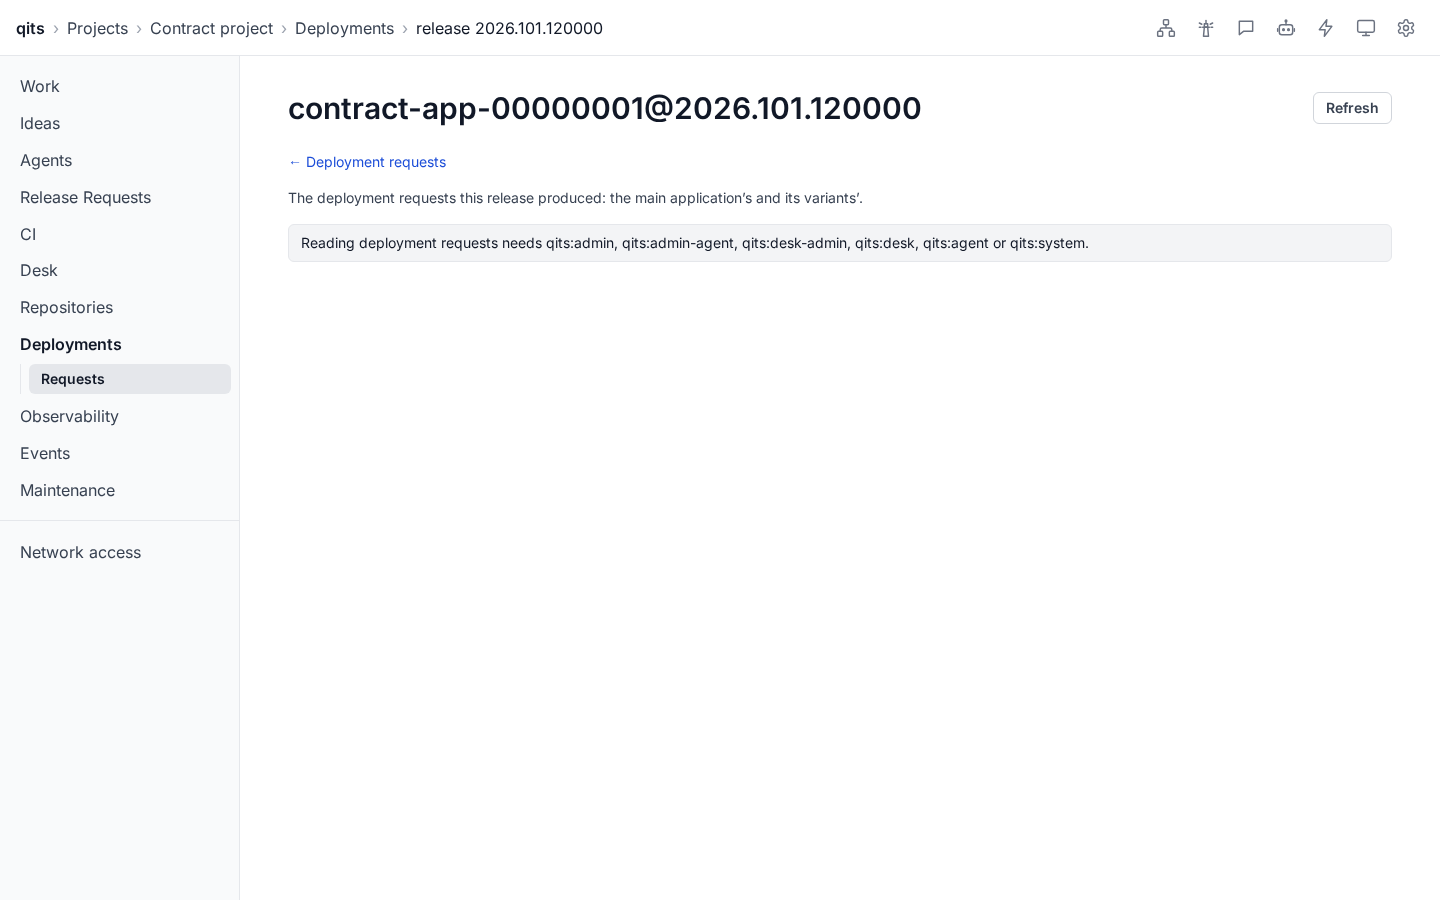 qits › Projects › Contract project › Deployments › release 2026.101.120000
Work
Ideas
Agents
Release Requests
CI
Desk
Repositories
Deployments
Requests
Observability
Events
Maintenance
Network access
contract-app-00000001@2026.101.120000
Refresh
← Deployment requests
The deployment requests this release produced: the main application’s and its variants’.
Reading deployment requests needs qits:admin, qits:admin-agent, qits:desk-admin, qits:desk, qits:agent or qits:system.